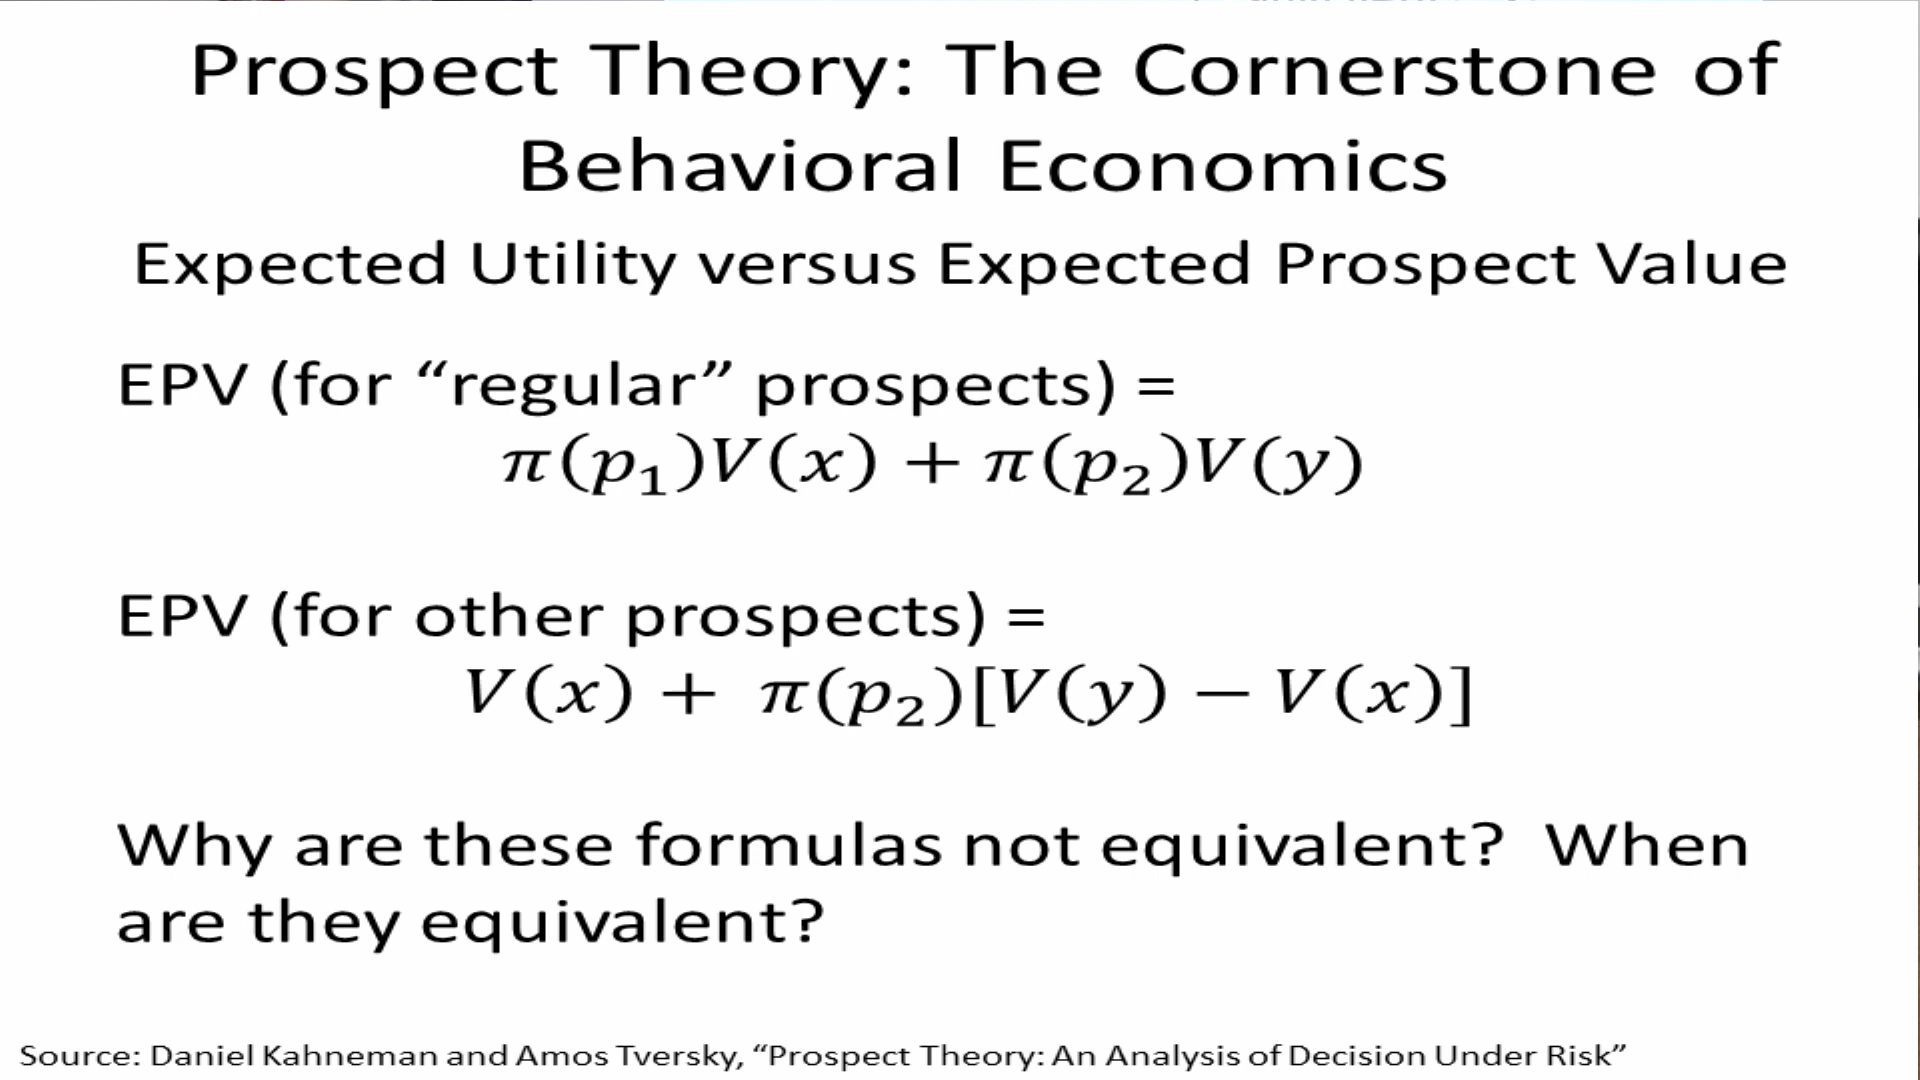 Prospect Theory: The Cornerstone of
Behavioral Economics
Expected Utility versus Expected Prospect Value
EPV (for “regular” prospects) =
π(p₁)V(x) + π(p₂)V(y)
EPV (for other prospects) =
V(x) + π(p₂)[V(y) − V(x)]
Why are these formulas not equivalent? When
are they equivalent?
Source: Daniel Kahneman and Amos Tversky, “Prospect Theory: An Analysis of Decision Under Risk”